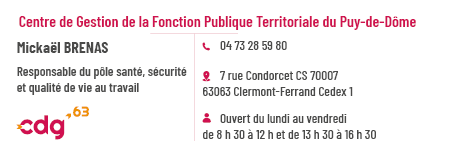 Centre de Gestion de la Fonction Publique Territoriale du Puy-de-Dôme
Mickaël BRENAS
Responsable du pôle santé, sécurité
et qualité de vie au travail
cdg 63
04 73 28 59 80
7 rue Condorcet CS 70007
63063 Clermont-Ferrand Cedex 1
Ouvert du lundi au vendredi
de 8 h 30 à 12 h et de 13 h 30 à 16 h 30